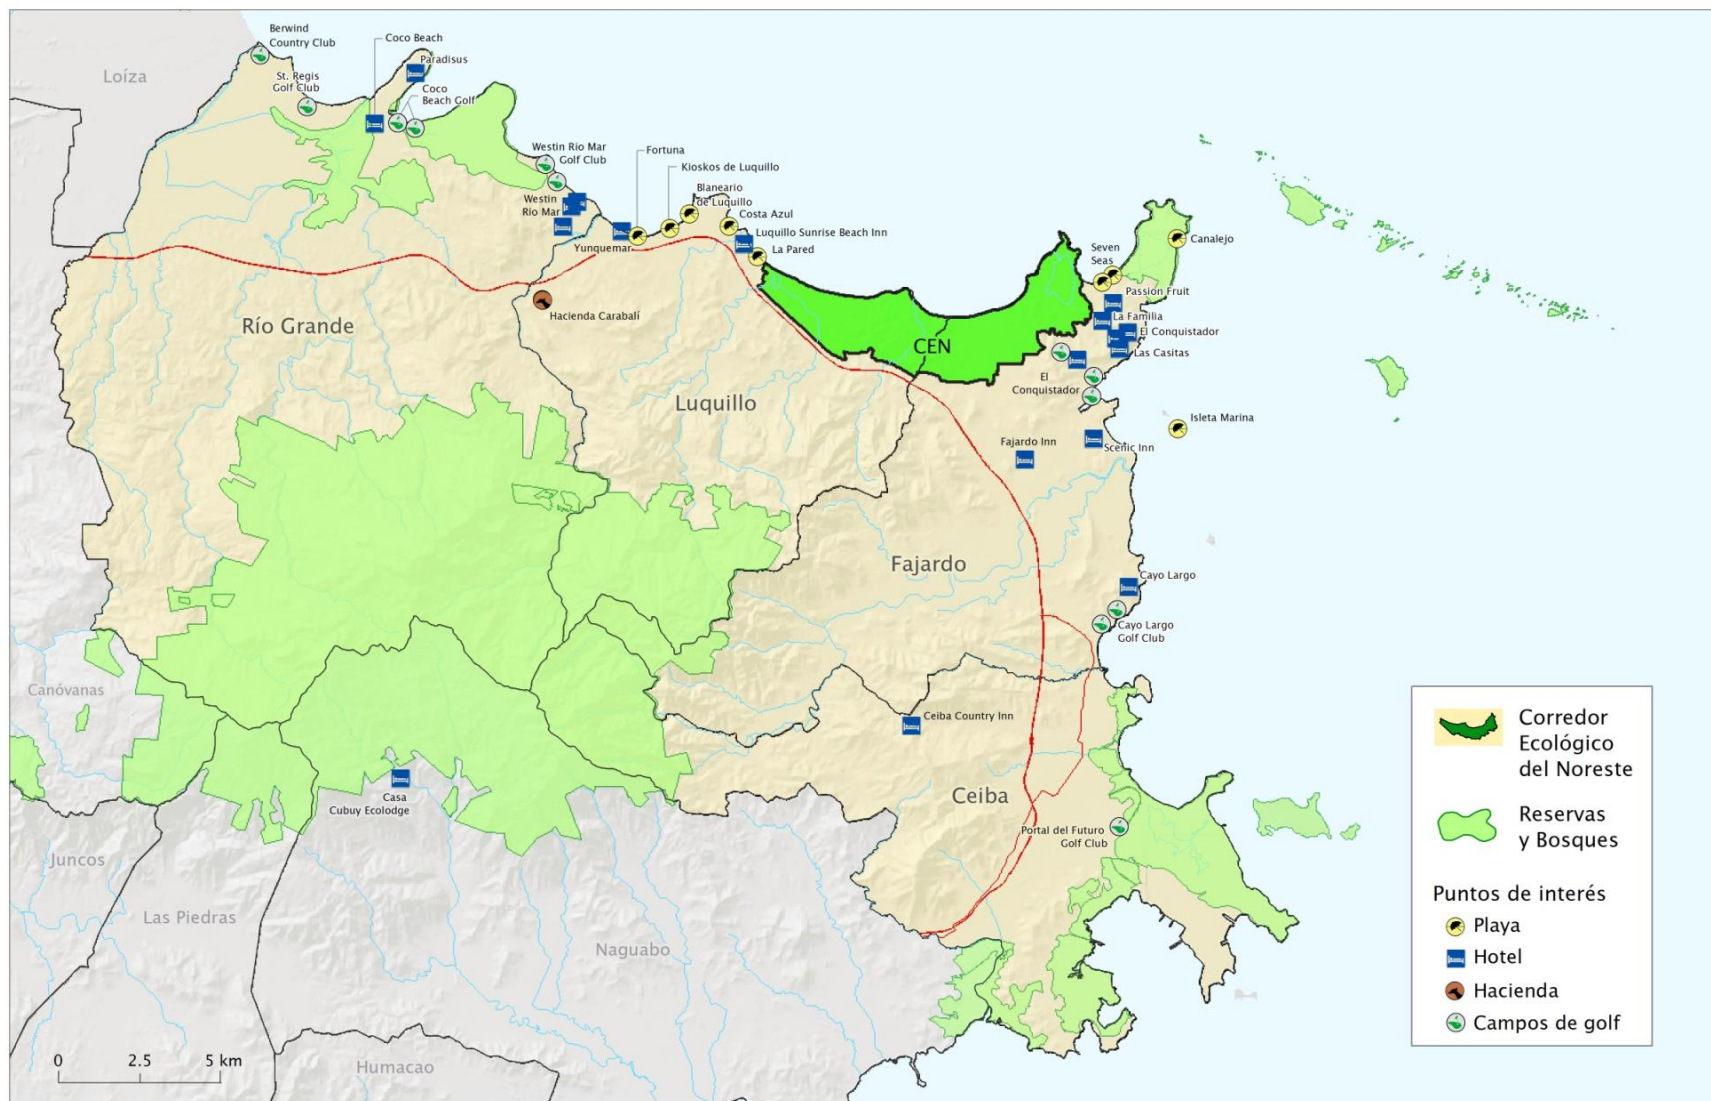 Berwind
Country Club
Coco Beach
Loíza
Paradisus
St. Regis
Golf Club
Coco
Beach Golf
Westin Rio Mar
Golf Club
Fortuna
Kioskos de Luquillo
Blaneario
de Luquillo
Westin
Rio Mar
Costa Azul
Luquillo Sunrise Beach Inn
Yunquemar
La Pared
Seven
Seas
Canalejo
Passion Fruit
La Familia
El Conquistador
Las Casitas
Hacienda Carabalí
Río Grande
CEN
El
Conquistador
Luquillo
Isleta Marina
Fajardo Inn
Scenic Inn
Fajardo
Cayo Largo
Cayo Largo
Golf Club
Canóvanas
Ceiba Country Inn
Casa
Cubuy Ecolodge
Ceiba
Portal del Futuro
Golf Club
Juncos
Las Piedras
Naguabo
Humacao
0 2.5 5 km
Corredor
Ecológico
del Noreste
Reservas
y Bosques
Puntos de interés
Playa
Hotel
Hacienda
Campos de golf